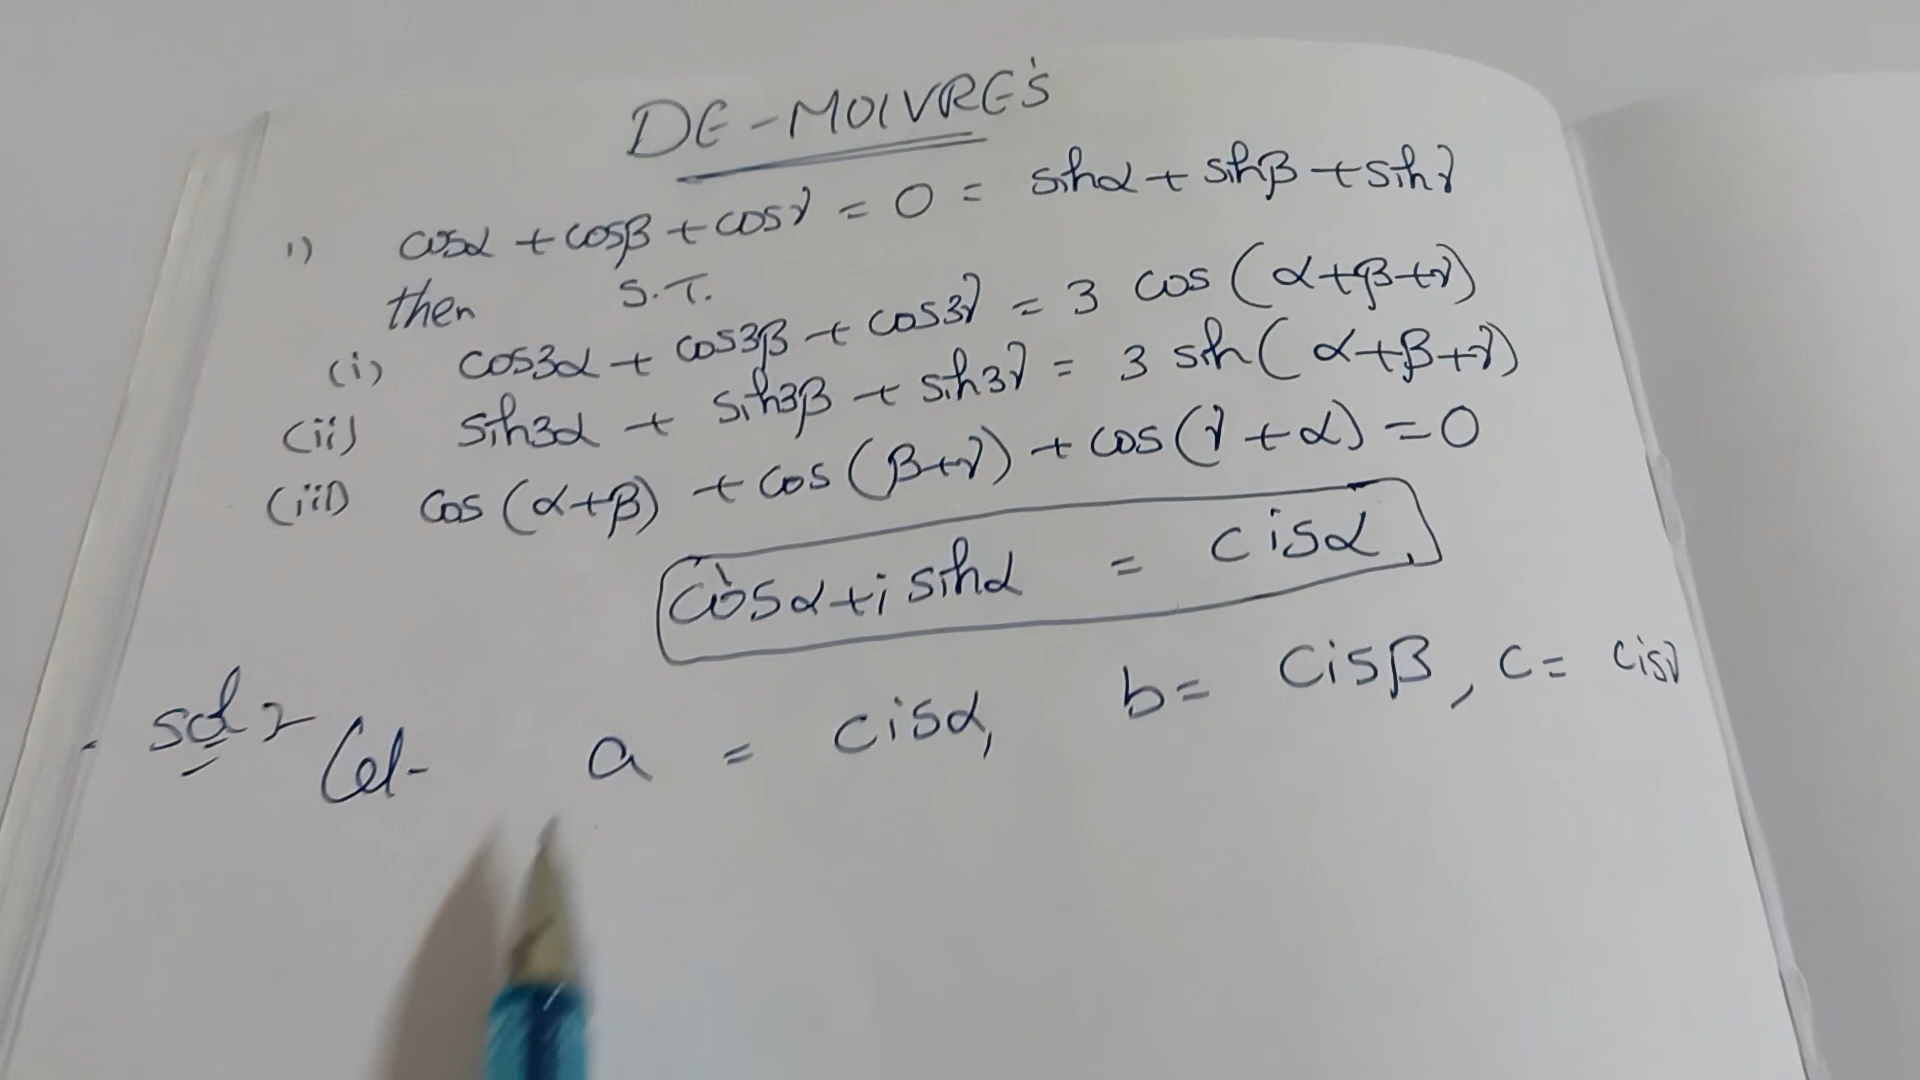 DE-MOIVRE'S
1) cosα + cosβ + cosγ = 0 = sinα + sinβ + sinγ
then S.T.
(i) cos3α + cos3β + cos3γ = 3 cos (α+β+γ)
(ii) sin3α + sin3β + sin3γ = 3 sin (α+β+γ)
(iii) cos (α+β) + cos (β+γ) + cos (γ+α) = 0
cosα + i sinα = cisα
sol Let a = cisα, b = cisβ, c = cisγ